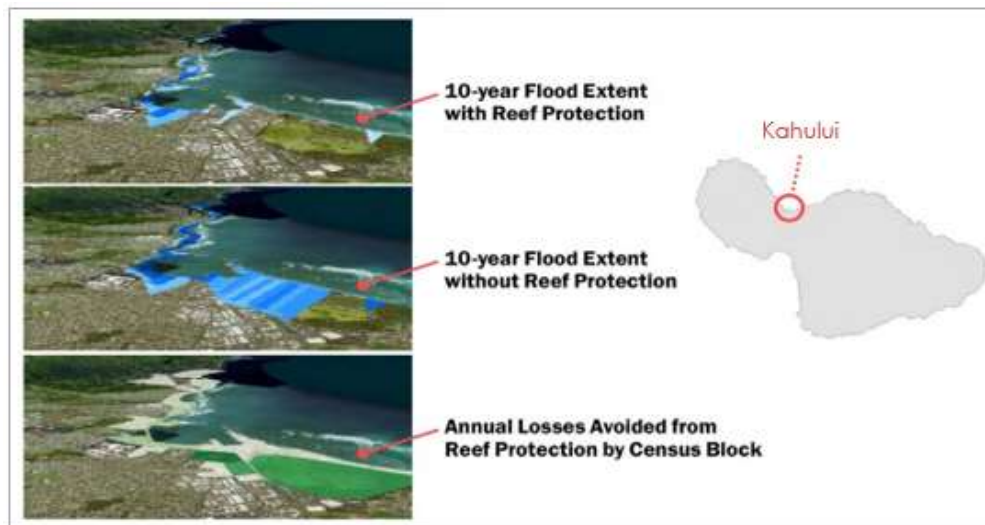 10-year Flood Extent
with Reef Protection
Kahului
10-year Flood Extent
without Reef Protection
Annual Losses Avoided from
Reef Protection by Census Block